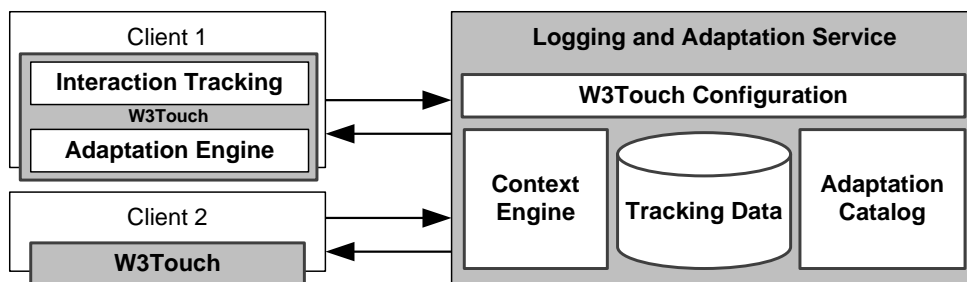 Client 1
Interaction Tracking
W3Touch
Adaptation Engine
Client 2
W3Touch
Logging and Adaptation Service
W3Touch Configuration
Context
Engine
Tracking Data
Adaptation
Catalog